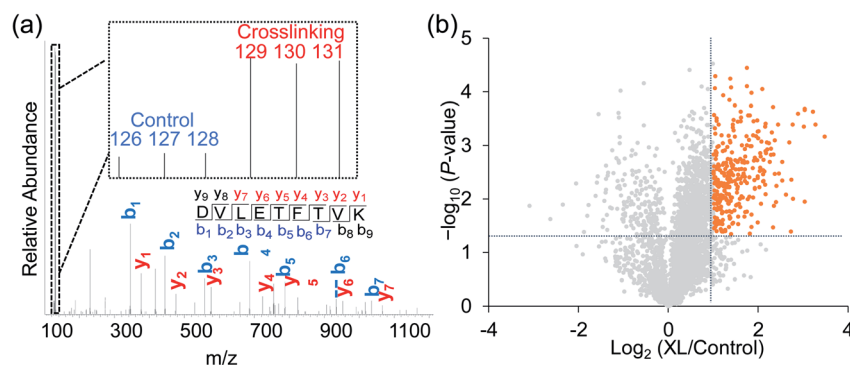 (a)
Relative Abundance
Crosslinking
129 130 131
Control
126 127 128
y9 y8 y7 y6 y5 y4 y3 y2 y1
D V L E T F T V K
b1 b2 b3 b4 b5 b6 b7 b8 b9
b1
y1
b2
y2
b3
y3
b 4
y4
b5
y 5
b6
y6
b7
y7
100 300 500 700 900 1100
m/z
(b)
−log10 (P-value)
5
4
3
2
1
0
-4 -2 0 2 4
Log2 (XL/Control)